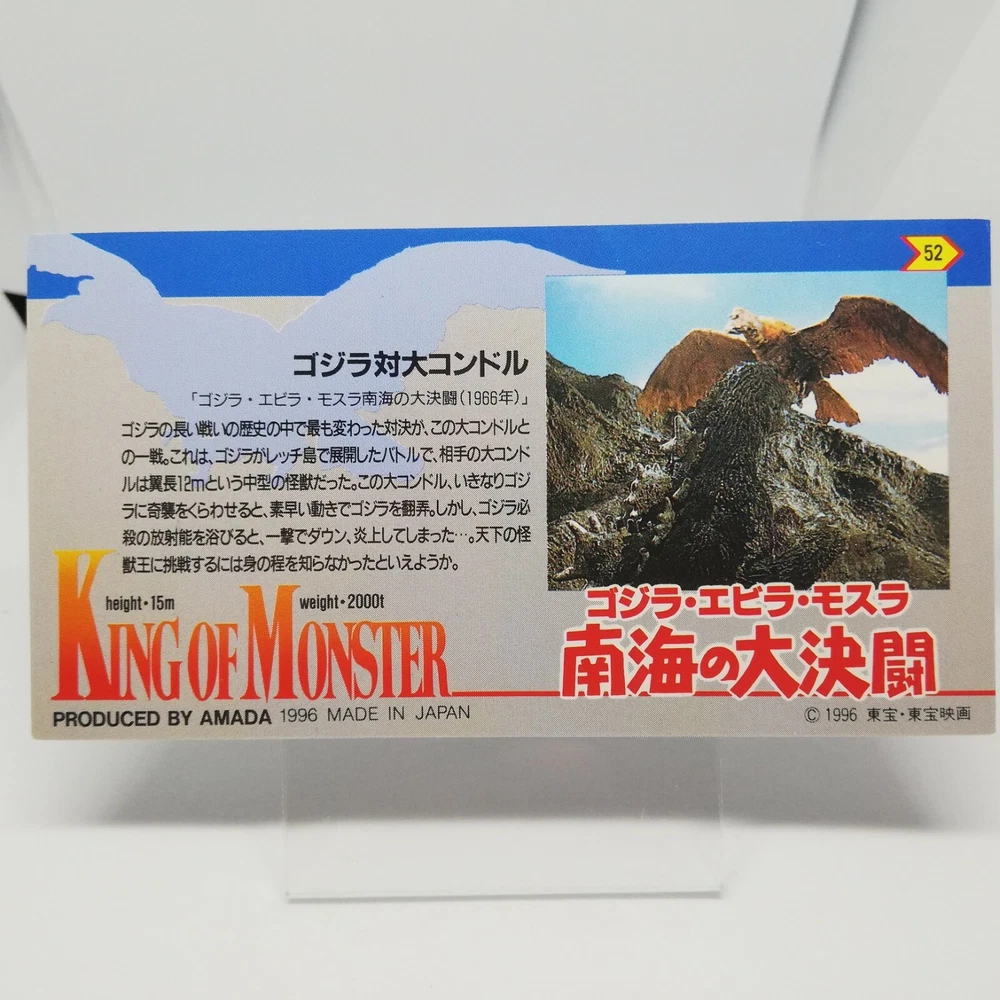 52
ゴジラ対大コンドル
「ゴジラ・エビラ・モスラ南海の大決闘(1966年)」
ゴジラの長い戦いの歴史の中で最も変わった対決が、この大コンドルと
の一戦。これは、ゴジラがレッチ島で展開したバトルで、相手の大コンド
ルは翼長12mという中型の怪獣だった。この大コンドル、いきなりゴジ
ラに奇襲をくらわせると、素早い動きでゴジラを翻弄。しかし、ゴジラ必
殺の放射能を浴びると、一撃でダウン、炎上してしまった…。天下の怪
獣王に挑戦するには身の程を知らなかったといえようか。
height・15m weight・2000t
KING OF MONSTER
ゴジラ・エビラ・モスラ
南海の大決闘
PRODUCED BY AMADA 1996 MADE IN JAPAN
© 1996 東宝・東宝映画